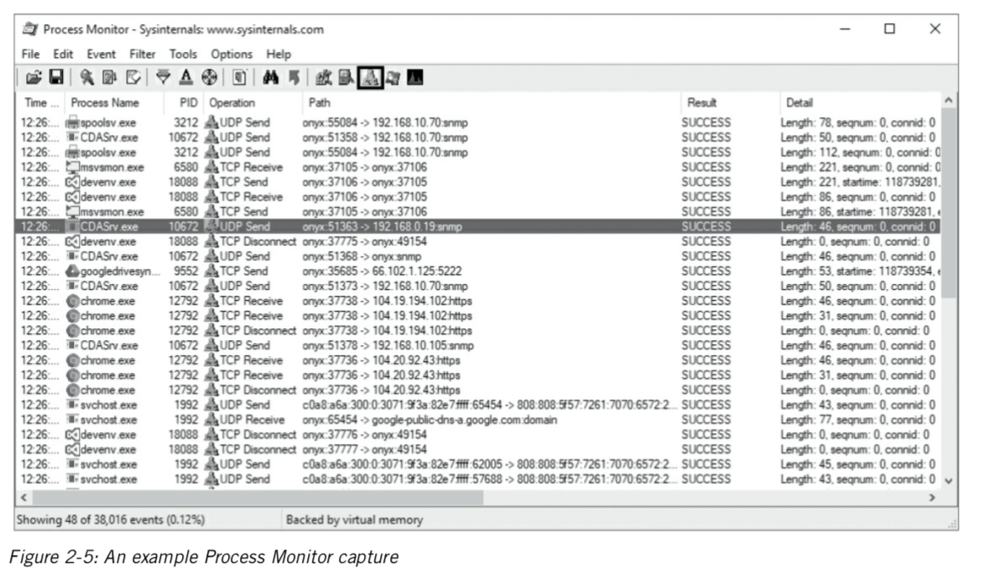 Process Monitor - Sysinternals: www.sysinternals.com
File Edit Event Filter Tools Options Help
Time ... Process Name PID Operation Path Result Detail
12:26:... spoolsv.exe 3212 UDP Send onyx:55084 -> 192.168.10.70:snmp SUCCESS Length: 78, seqnum: 0, connid: 0
12:26:... CDASrv.exe 10672 UDP Send onyx:51358 -> 192.168.10.70:snmp SUCCESS Length: 50, seqnum: 0, connid: 0
12:26:... spoolsv.exe 3212 UDP Send onyx:55084 -> 192.168.10.70:snmp SUCCESS Length: 112, seqnum: 0, connid: 0
12:26:... msvsmon.exe 6580 TCP Receive onyx:37105 -> onyx:37106 SUCCESS Length: 221, seqnum: 0, connid: 0
12:26:... devenv.exe 18088 TCP Send onyx:37106 -> onyx:37105 SUCCESS Length: 221, startime: 118739281,
12:26:... devenv.exe 18088 TCP Receive onyx:37106 -> onyx:37105 SUCCESS Length: 86, seqnum: 0, connid: 0
12:26:... msvsmon.exe 6580 TCP Send onyx:37105 -> onyx:37106 SUCCESS Length: 86, startime: 118739281, e
12:26:... CDASrv.exe 10672 UDP Send onyx:51363 -> 192.168.0.19:snmp SUCCESS Length: 46, seqnum: 0, connid: 0
12:26:... devenv.exe 18088 TCP Disconnect onyx:37775 -> onyx:49154 SUCCESS Length: 0, seqnum: 0, connid: 0
12:26:... CDASrv.exe 10672 UDP Send onyx:51368 -> onyx:snmp SUCCESS Length: 46, seqnum: 0, connid: 0
12:26:... googledrivesyn... 9552 TCP Send onyx:35685 -> 66.102.1.125:5222 SUCCESS Length: 53, startime: 118739354, e
12:26:... CDASrv.exe 10672 UDP Send onyx:51373 -> 192.168.10.70:snmp SUCCESS Length: 50, seqnum: 0, connid: 0
12:26:... chrome.exe 12792 TCP Receive onyx:37738 -> 104.19.194.102:https SUCCESS Length: 46, seqnum: 0, connid: 0
12:26:... chrome.exe 12792 TCP Receive onyx:37738 -> 104.19.194.102:https SUCCESS Length: 31, seqnum: 0, connid: 0
12:26:... chrome.exe 12792 TCP Disconnect onyx:37738 -> 104.19.194.102:https SUCCESS Length: 0, seqnum: 0, connid: 0
12:26:... CDASrv.exe 10672 UDP Send onyx:51378 -> 192.168.10.105:snmp SUCCESS Length: 46, seqnum: 0, connid: 0
12:26:... chrome.exe 12792 TCP Receive onyx:37736 -> 104.20.92.43:https SUCCESS Length: 46, seqnum: 0, connid: 0
12:26:... chrome.exe 12792 TCP Receive onyx:37736 -> 104.20.92.43:https SUCCESS Length: 31, seqnum: 0, connid: 0
12:26:... chrome.exe 12792 TCP Disconnect onyx:37736 -> 104.20.92.43:https SUCCESS Length: 0, seqnum: 0, connid: 0
12:26:... svchost.exe 1992 UDP Send c0a8:a6a:300:0:3071:9f3a:82e7:ffff:65454 -> 808:808:5f57:7261:7070:6572:2... SUCCESS Length: 43, seqnum: 0, connid: 0
12:26:... svchost.exe 1992 UDP Receive onyx:65454 -> google-public-dns-a.google.com:domain SUCCESS Length: 77, seqnum: 0, connid: 0
12:26:... devenv.exe 18088 TCP Disconnect onyx:37776 -> onyx:49154 SUCCESS Length: 0, seqnum: 0, connid: 0
12:26:... devenv.exe 18088 TCP Disconnect onyx:37777 -> onyx:49154 SUCCESS Length: 0, seqnum: 0, connid: 0
12:26:... svchost.exe 1992 UDP Send c0a8:a6a:300:0:3071:9f3a:82e7:ffff:62005 -> 808:808:5f57:7261:7070:6572:2... SUCCESS Length: 45, seqnum: 0, connid: 0
12:26:... svchost.exe 1992 UDP Send c0a8:a6a:300:0:3071:9f3a:82e7:ffff:57688 -> 808:808:5f57:7261:7070:6572:2... SUCCESS Length: 43, seqnum: 0, connid: 0
Showing 48 of 38,016 events (0.12%) Backed by virtual memory
Figure 2-5: An example Process Monitor capture